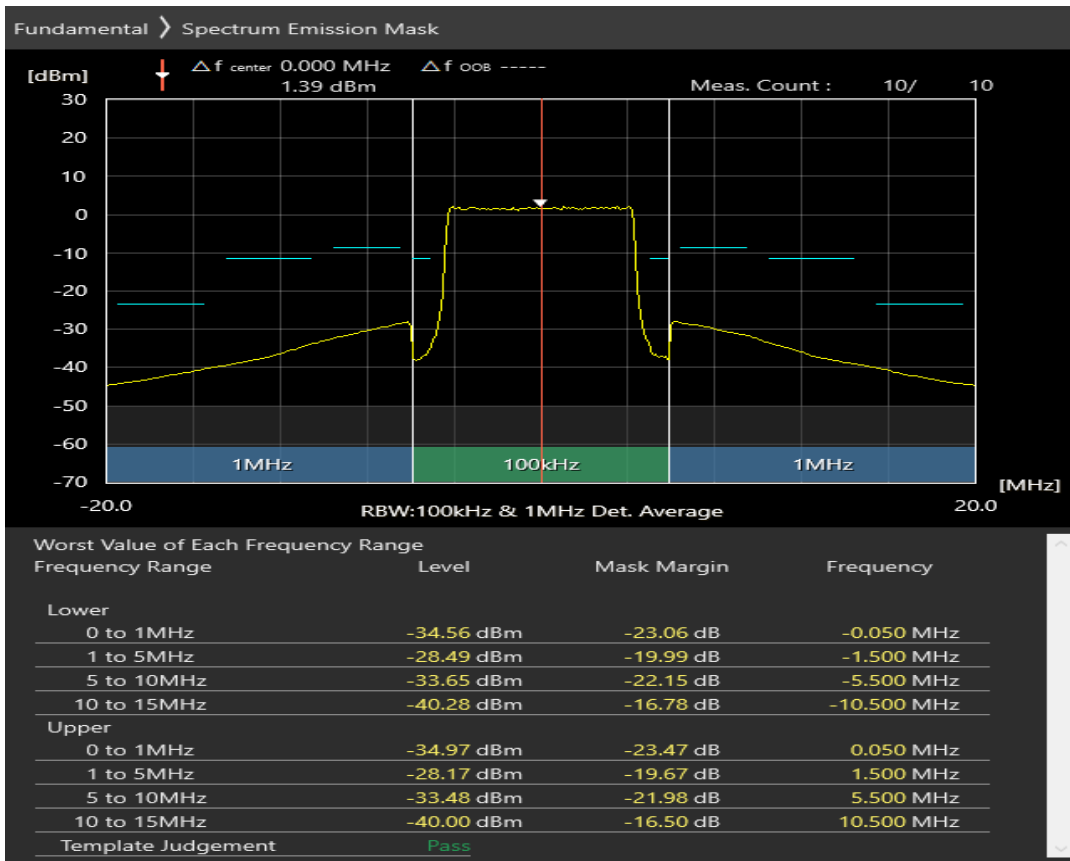 Fundamental 〉 Spectrum Emission Mask
[dBm] Δf center 0.000 MHz Δf OOB -----
1.39 dBm Meas. Count : 10/ 10
30
20
10
0
-10
-20
-30
-40
-50
-60
1MHz 100kHz 1MHz
-70 [MHz]
-20.0 RBW:100kHz & 1MHz Det. Average 20.0
Worst Value of Each Frequency Range
Frequency Range Level Mask Margin Frequency
Lower
0 to 1MHz -34.56 dBm -23.06 dB -0.050 MHz
1 to 5MHz -28.49 dBm -19.99 dB -1.500 MHz
5 to 10MHz -33.65 dBm -22.15 dB -5.500 MHz
10 to 15MHz -40.28 dBm -16.78 dB -10.500 MHz
Upper
0 to 1MHz -34.97 dBm -23.47 dB 0.050 MHz
1 to 5MHz -28.17 dBm -19.67 dB 1.500 MHz
5 to 10MHz -33.48 dBm -21.98 dB 5.500 MHz
10 to 15MHz -40.00 dBm -16.50 dB 10.500 MHz
Template Judgement Pass